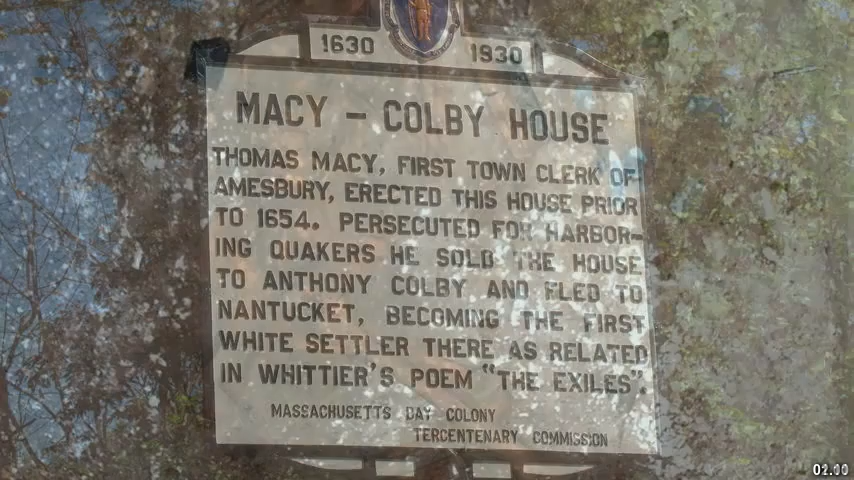 1630 1930
MACY - COLBY HOUSE
THOMAS MACY, FIRST TOWN CLERK OF
AMESBURY, ERECTED THIS HOUSE PRIOR
TO 1654. PERSECUTED FOR HARBOR-
ING QUAKERS HE SOLD THE HOUSE
TO ANTHONY COLBY AND FLED TO
NANTUCKET, BECOMING THE FIRST
WHITE SETTLER THERE AS RELATED
IN WHITTIER'S POEM "THE EXILES".
MASSACHUSETTS BAY COLONY
TERCENTENARY COMMISSION